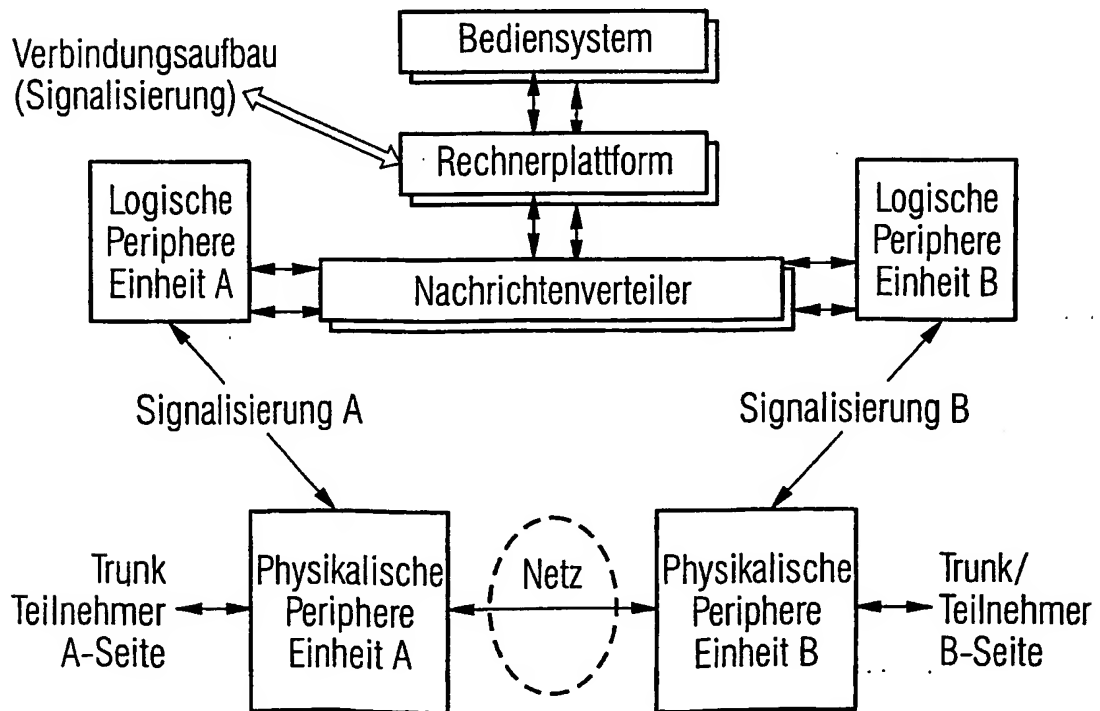 Bediensystem
Verbindungsaufbau
(Signalisierung)
Rechnerplattform
Logische
Periphere
Einheit A
Logische
Periphere
Einheit B
Nachrichtenverteiler
Signalisierung A
Signalisierung B
Trunk
Teilnehmer
A-Seite
Physikalische
Periphere
Einheit A
Netz
Physikalische
Periphere
Einheit B
Trunk/
Teilnehmer
B-Seite